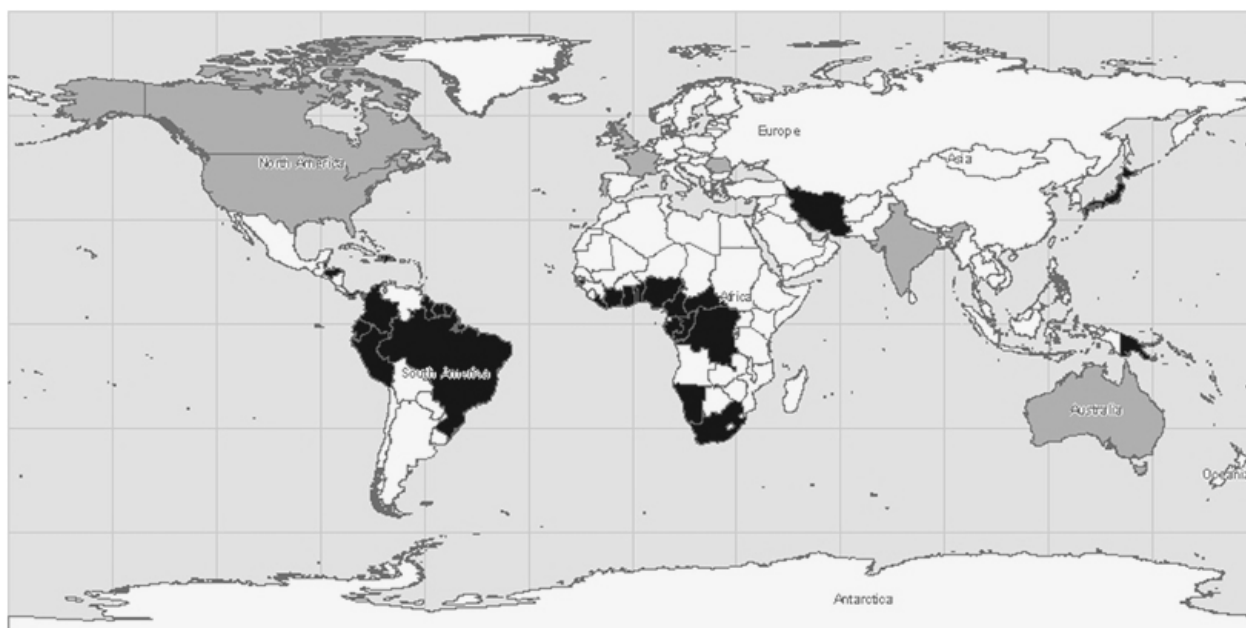 Europe
Asia
North America
Africa
South America
Australia
Oceania
Antarctica